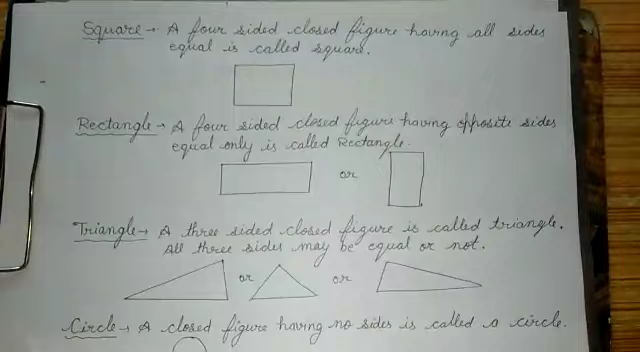 Square → A four sided closed figure having all sides
equal is called square.
Rectangle → A four sided closed figure having opposite sides
equal only is called Rectangle.
or
Triangle → A three sided closed figure is called triangle.
All three sides may be equal or not.
or or
Circle → A closed figure having no sides is called a circle.